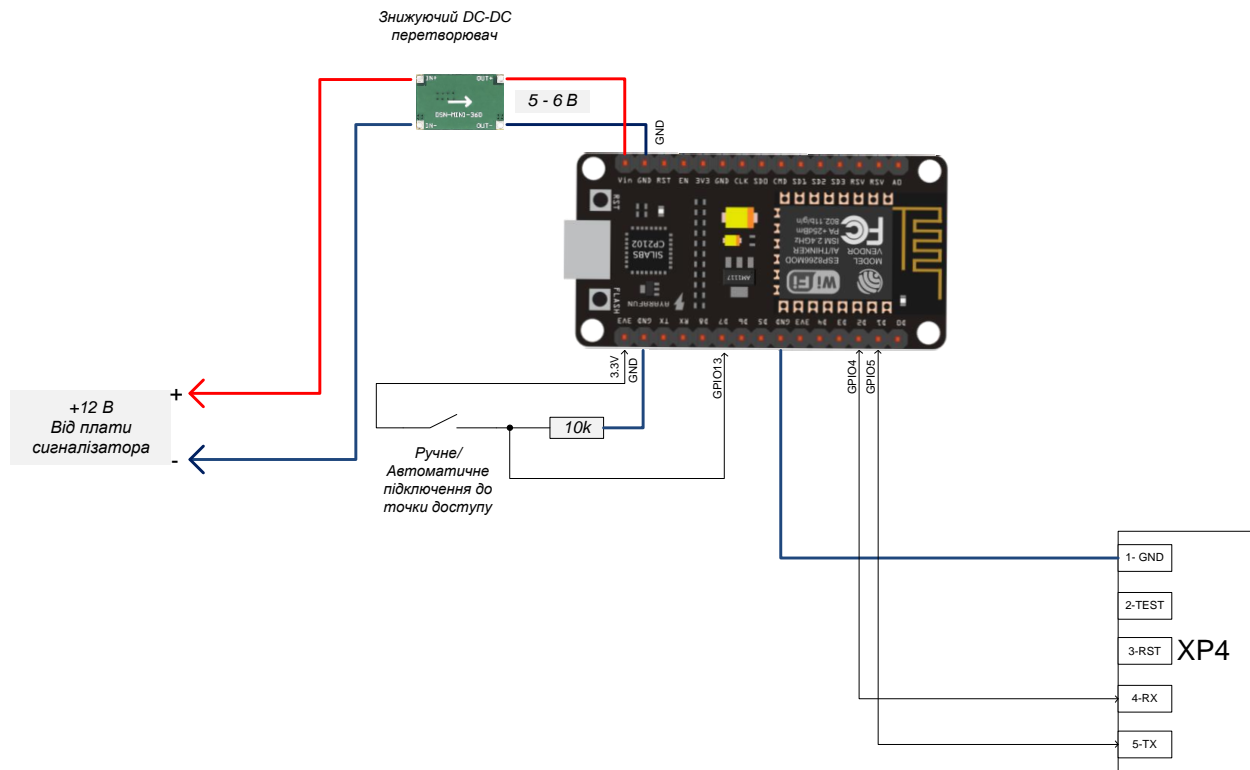 Знижуючий DC-DC
перетворювач
IN+
OUT+
DSN-MINI-360
IN-
OUT-
5 - 6 В
GND
Vin GND RST EN 3V3 GND CLK SD0 CMD SD1 SD2 SD3 RSV RSV A0
RST
SILABS
CP2102
FLASH
AYARAFUN
AM1117
MODEL
VENDOR
ESP8266MOD
AI-THINKER
ISM 2.4GHz
PA +25dBm
802.11b/g/n
FC
Wi Fi
3V3 GND TX RX D8 D7 D6 D5 GND 3V3 D4 D3 D2 D1 D0
3.3V
GND
GPIO13
GPIO4
GPIO5
+12 В
Від плати
сигналізатора
+
-
10k
Ручне/
Автоматичне
підключення до
точки доступу
1- GND
2-TEST
3-RST
XP4
4-RX
5-TX